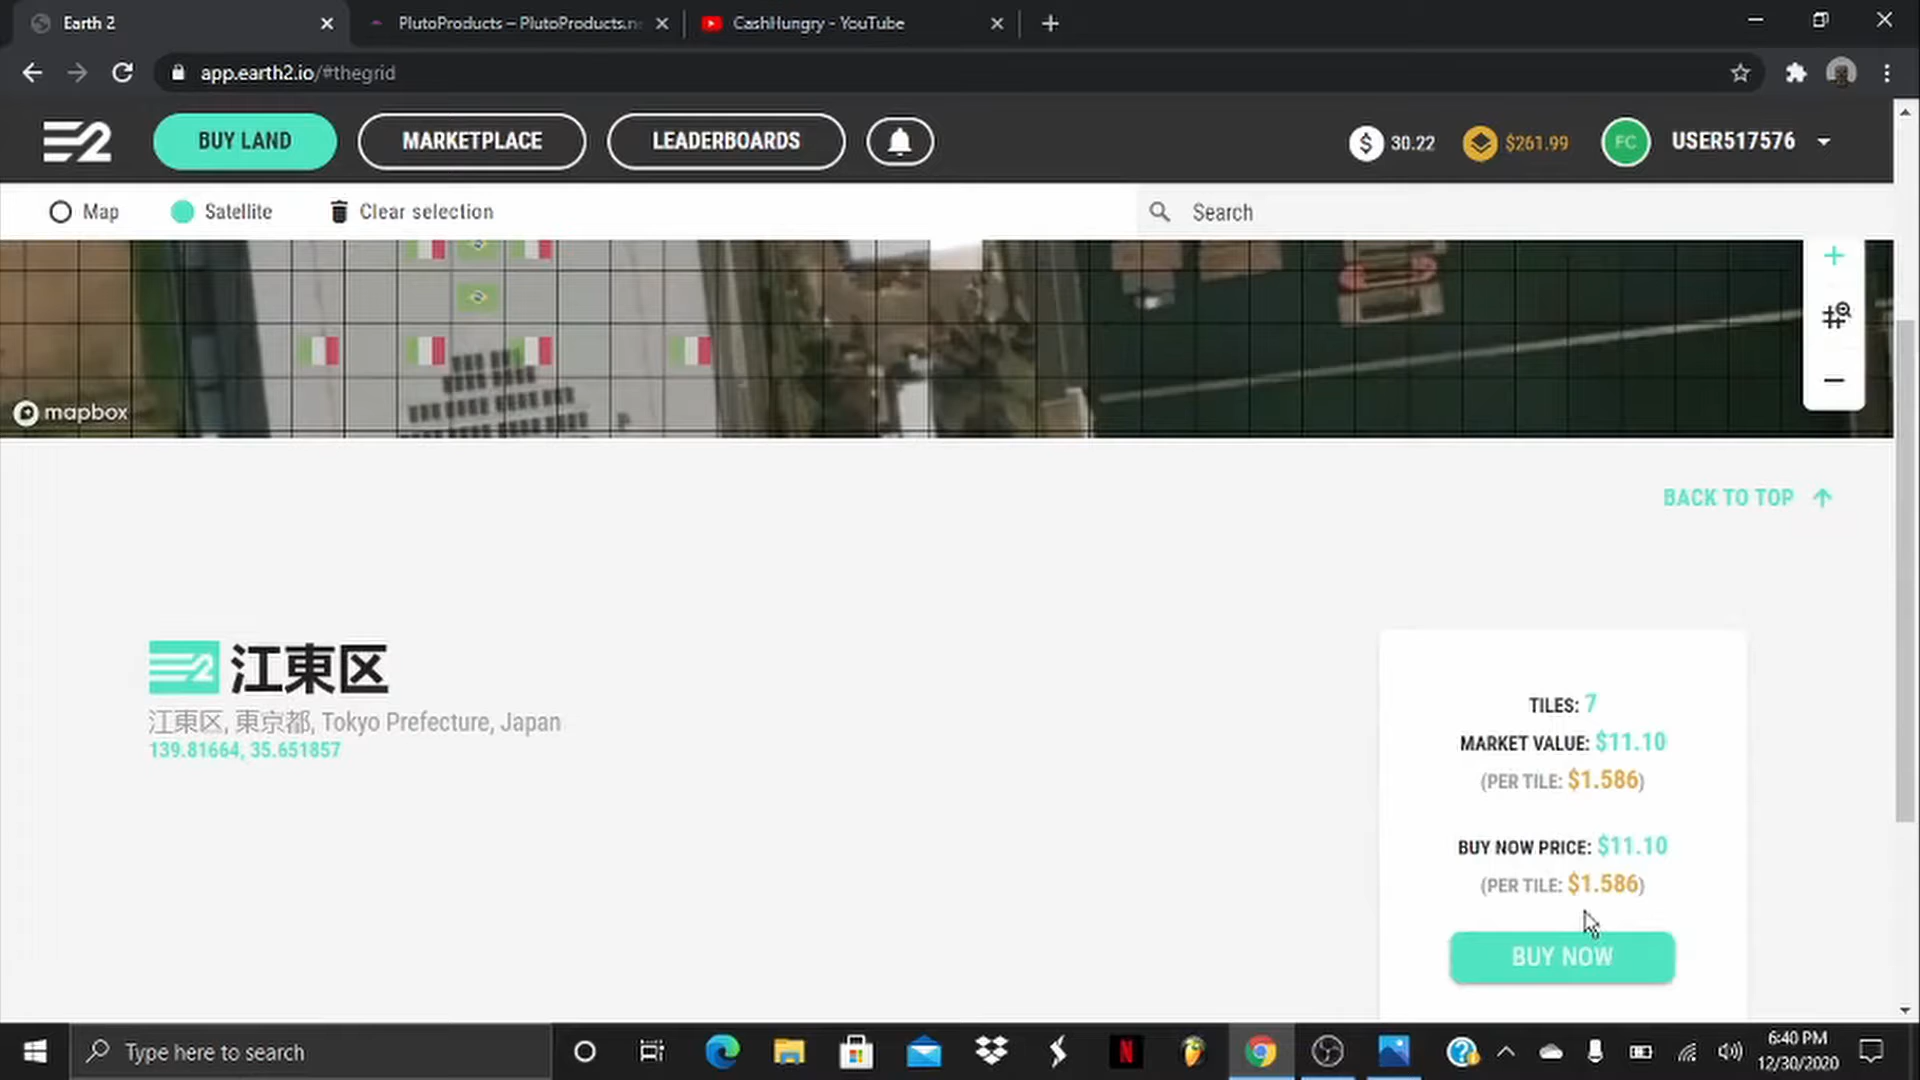 Earth 2
PlutoProducts – PlutoProducts.n
CashHungry - YouTube
app.earth2.io/#thegrid
BUY LAND
MARKETPLACE
LEADERBOARDS
$ 30.22
$261.99
FC
USER517576
Map
Satellite
Clear selection
Search
mapbox
BACK TO TOP
江東区
江東区, 東京都, Tokyo Prefecture, Japan
139.81664, 35.651857
TILES: 7
MARKET VALUE: $11.10
(PER TILE: $1.586)
BUY NOW PRICE: $11.10
(PER TILE: $1.586)
BUY NOW
Type here to search
6:40 PM
12/30/2020